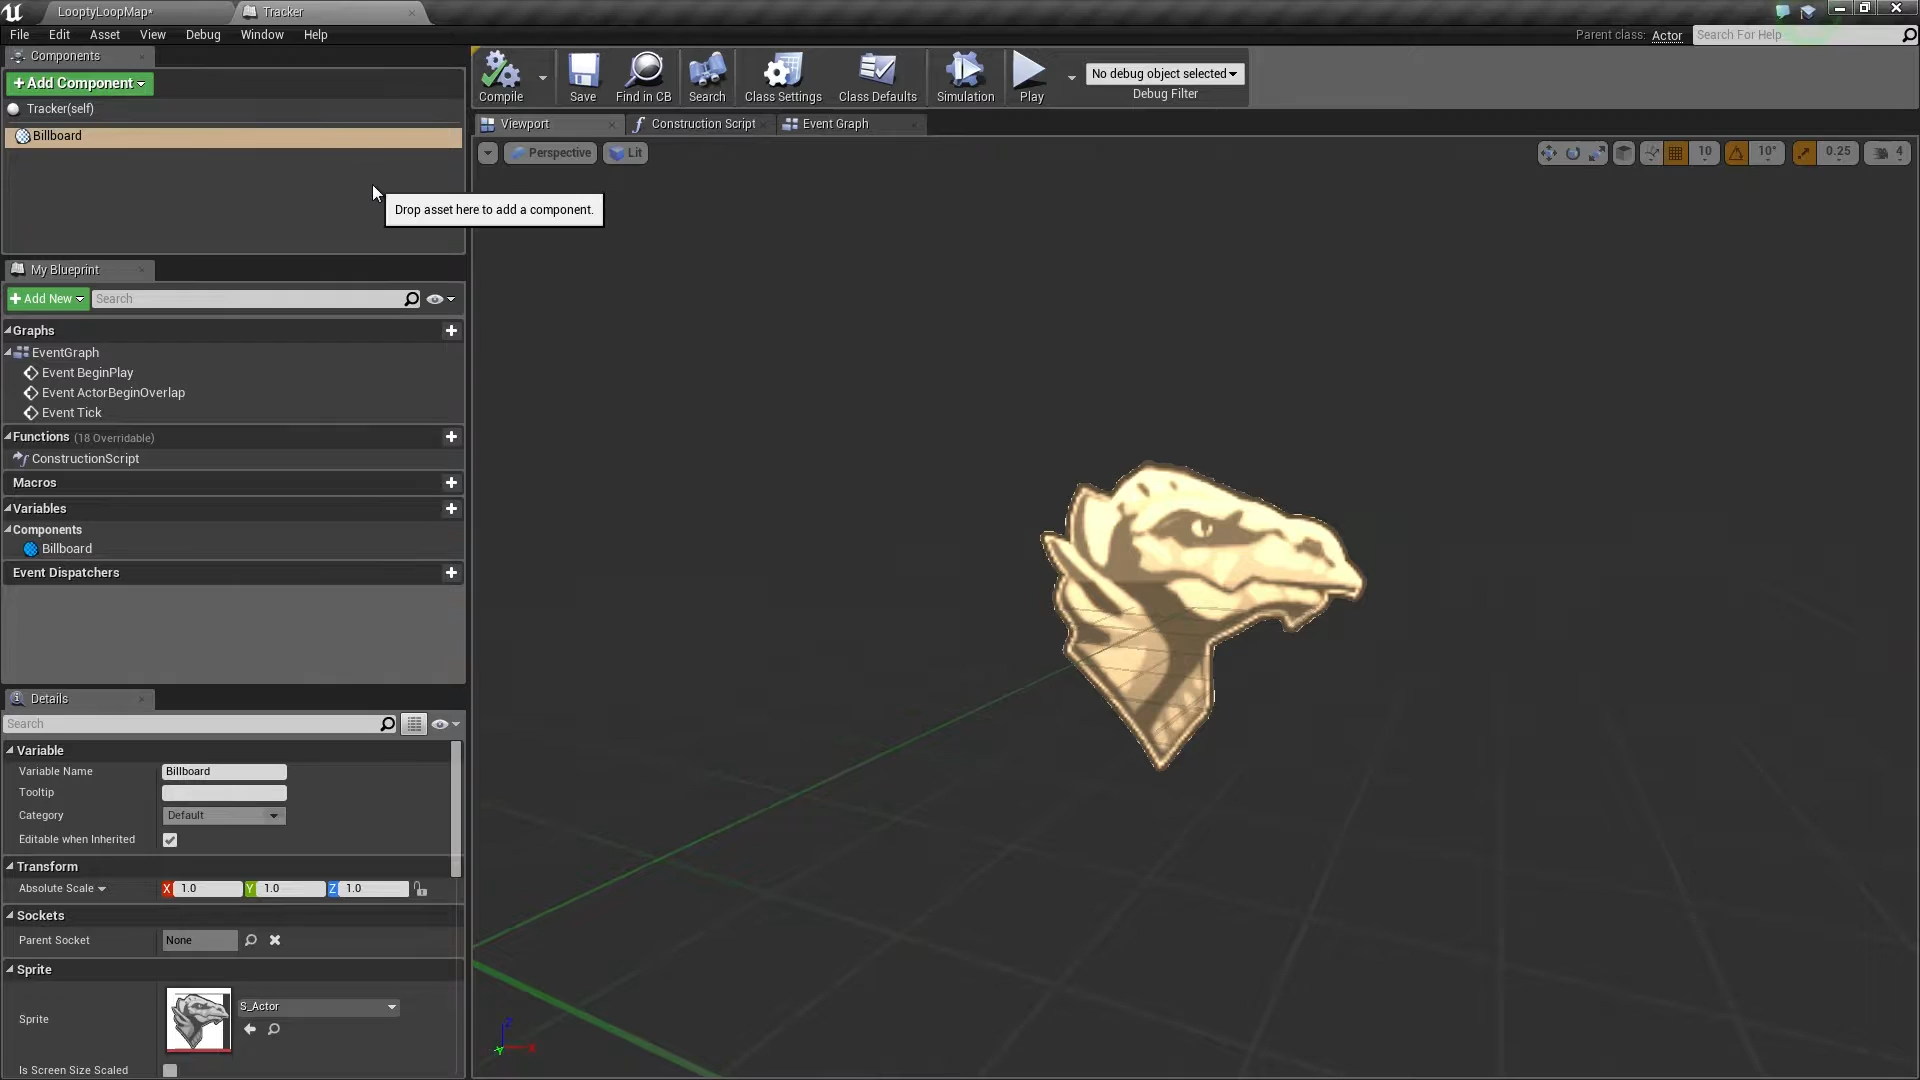 LooptyLoopMap*
Tracker
File
Edit
Asset
View
Debug
Window
Help
Parent class: Actor
Search For Help
Components
Add Component
Tracker(self)
Billboard
Drop asset here to add a component.
Compile
Save
Find in CB
Search
Class Settings
Class Defaults
Simulation
Play
No debug object selected
Debug Filter
Viewport
Construction Script
Event Graph
Perspective
Lit
10
10°
0.25
4
My Blueprint
Add New
Search
Graphs
EventGraph
Event BeginPlay
Event ActorBeginOverlap
Event Tick
Functions (18 Overridable)
ConstructionScript
Macros
Variables
Components
Billboard
Event Dispatchers
Details
Search
Variable
Variable Name
Billboard
Tooltip
Category
Default
Editable when Inherited
Transform
Absolute Scale
X 1.0
Y 1.0
Z 1.0
Sockets
Parent Socket
None
Sprite
Sprite
S_Actor
Is Screen Size Scaled
Z
Y
X